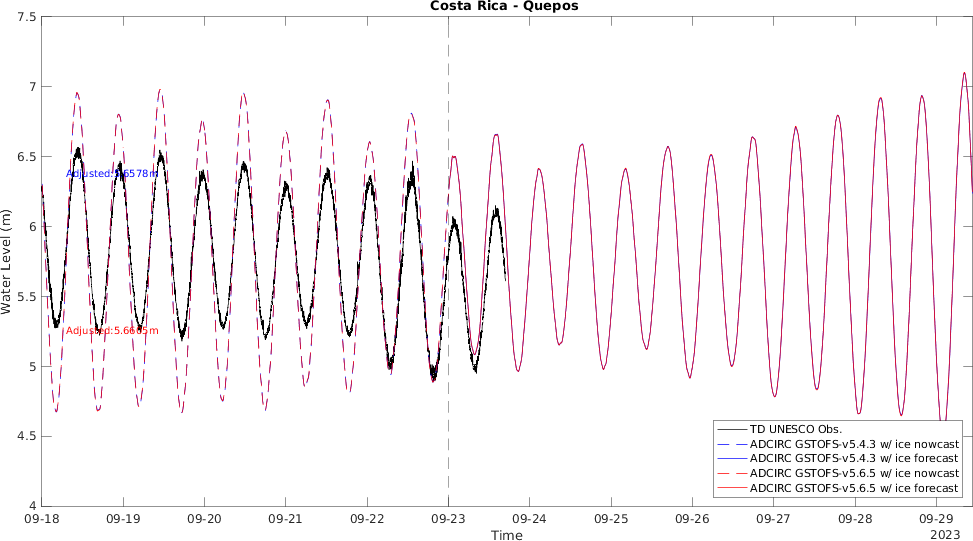 Costa Rica - Quepos
7.5
7
6.5
6
5.5
5
4.5
4
Water Level (m)
Adjusted:5.6578m
TD UNESCO Obs.
ADCIRC GSTOFS-v5.4.3 w/ ice nowcast
ADCIRC GSTOFS-v5.4.3 w/ ice forecast
ADCIRC GSTOFS-v5.6.5 w/ ice nowcast
ADCIRC GSTOFS-v5.6.5 w/ ice forecast
09-18
09-19
09-20
09-21
09-22
09-23
09-24
09-25
09-26
09-27
09-28
09-29
Time
2023